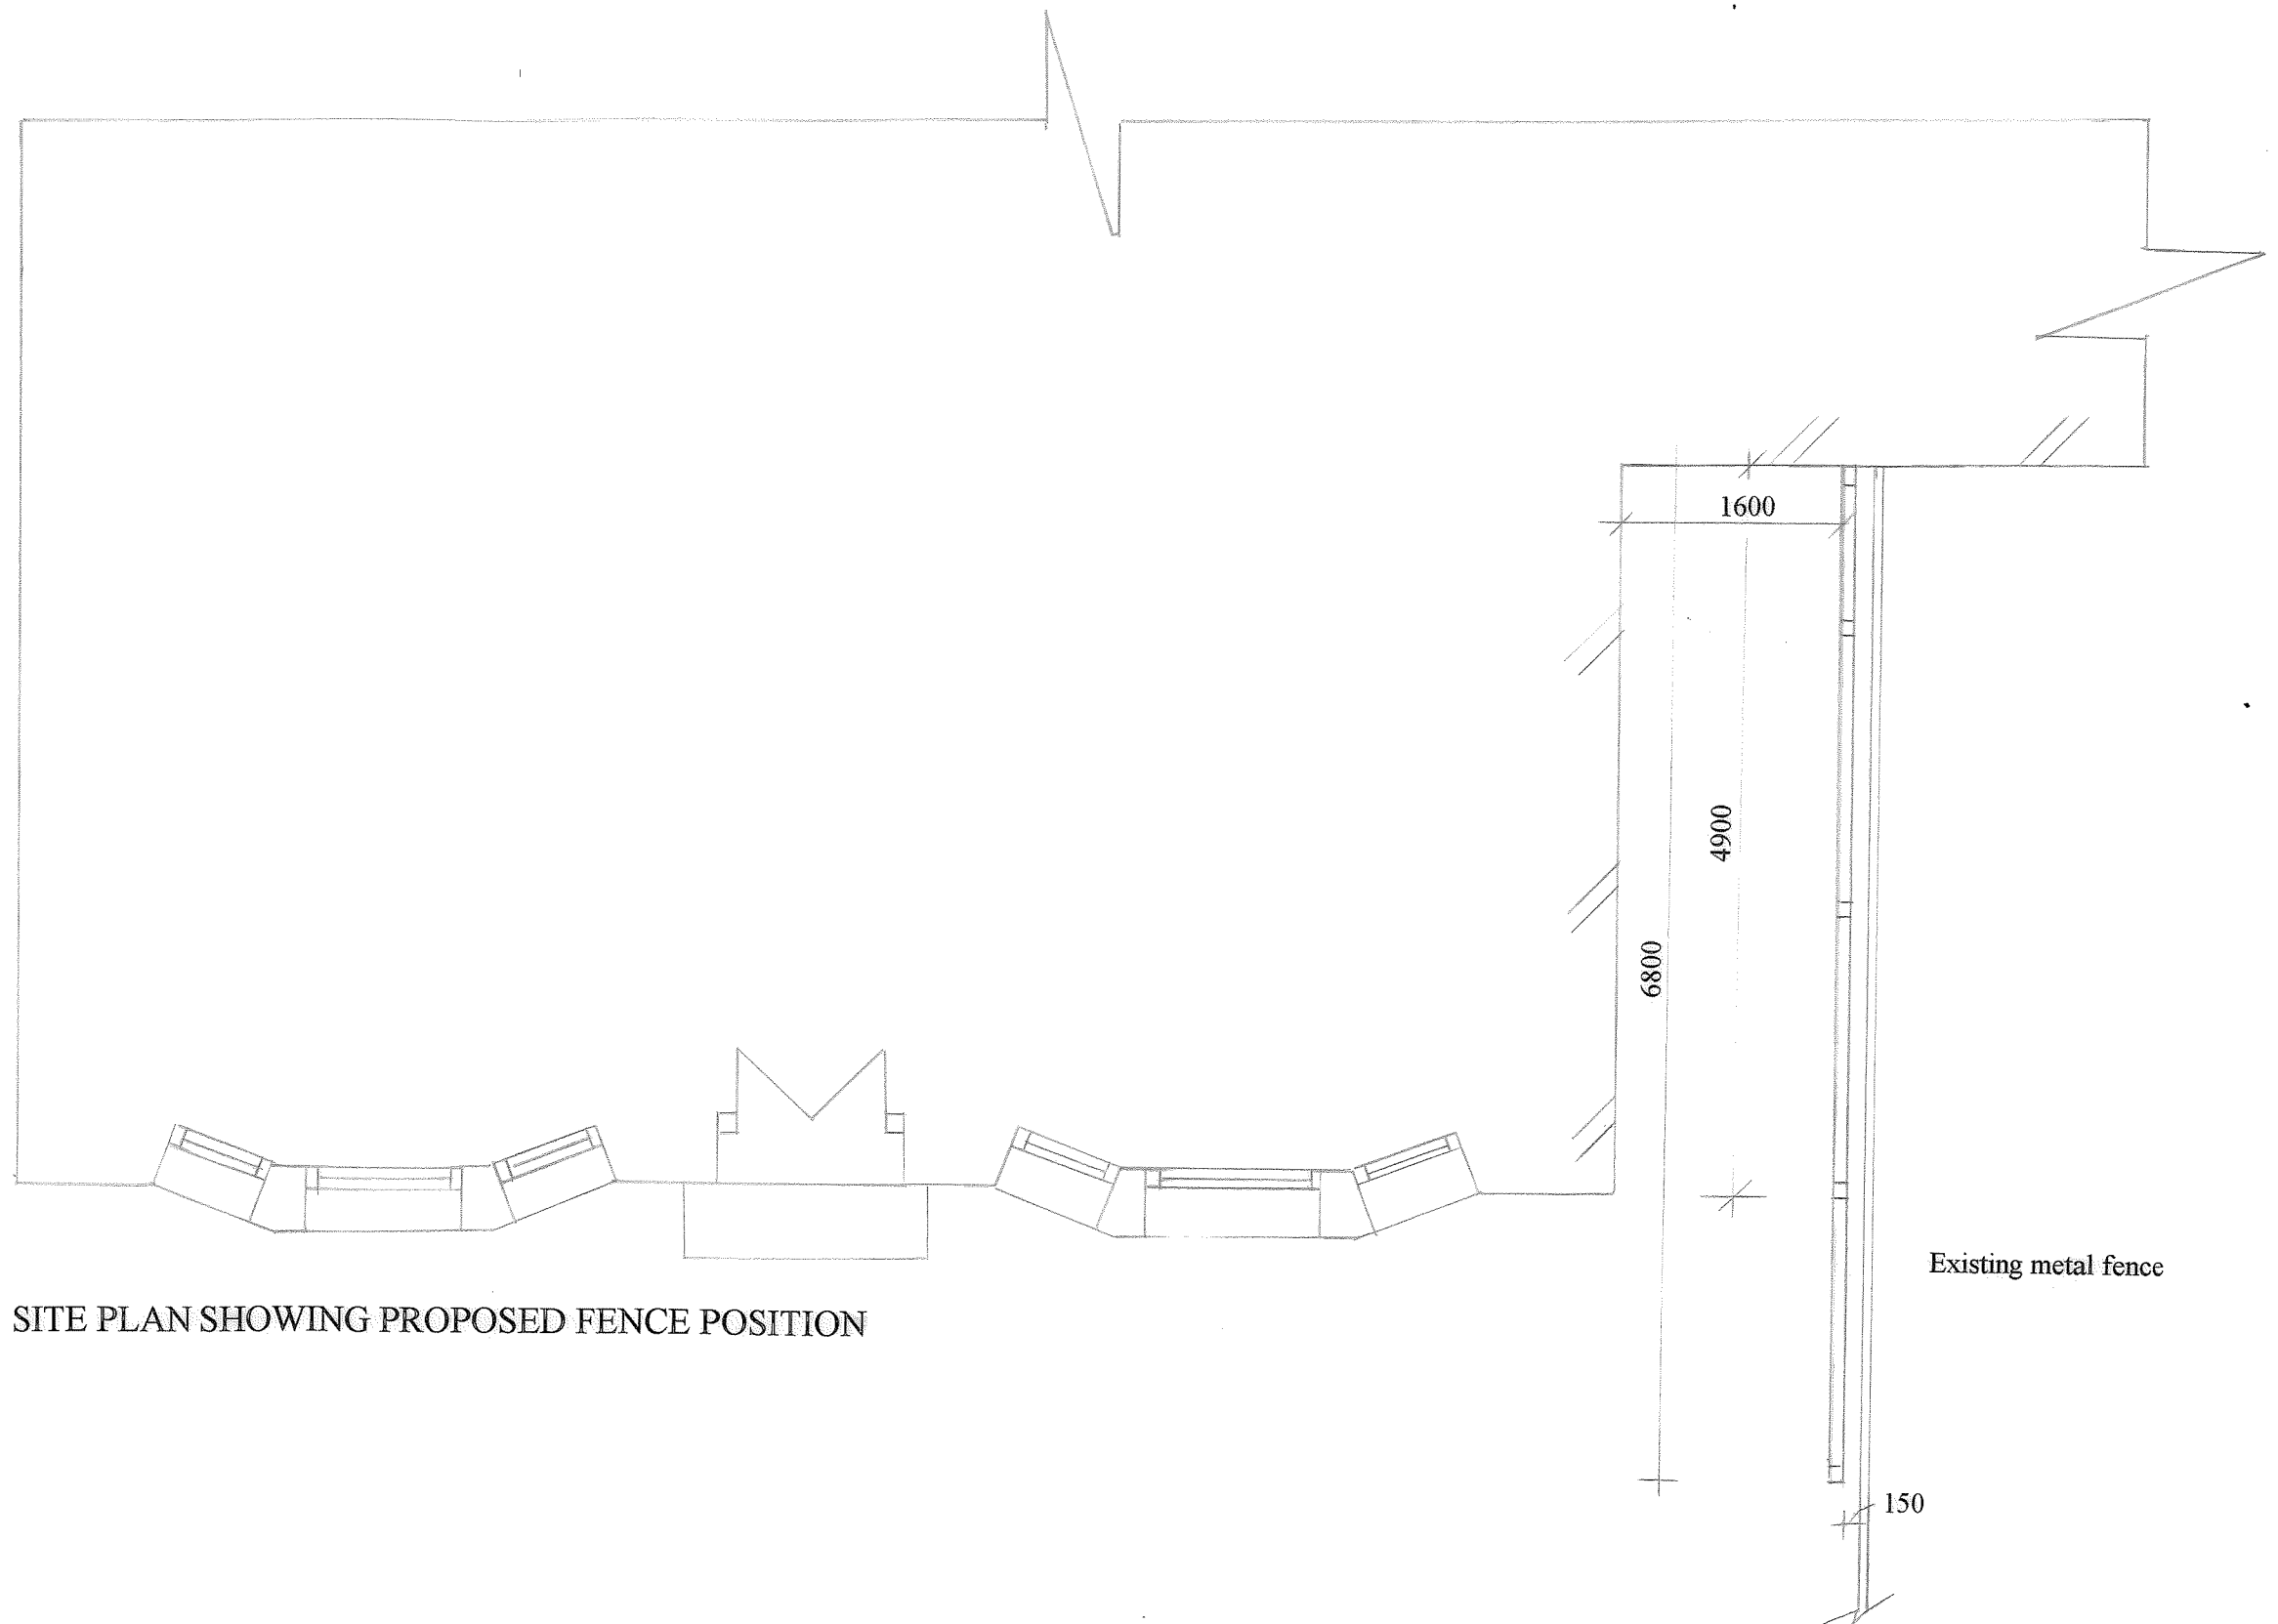 1600
4900
6800
Existing metal fence
SITE PLAN SHOWING PROPOSED FENCE POSITION
150